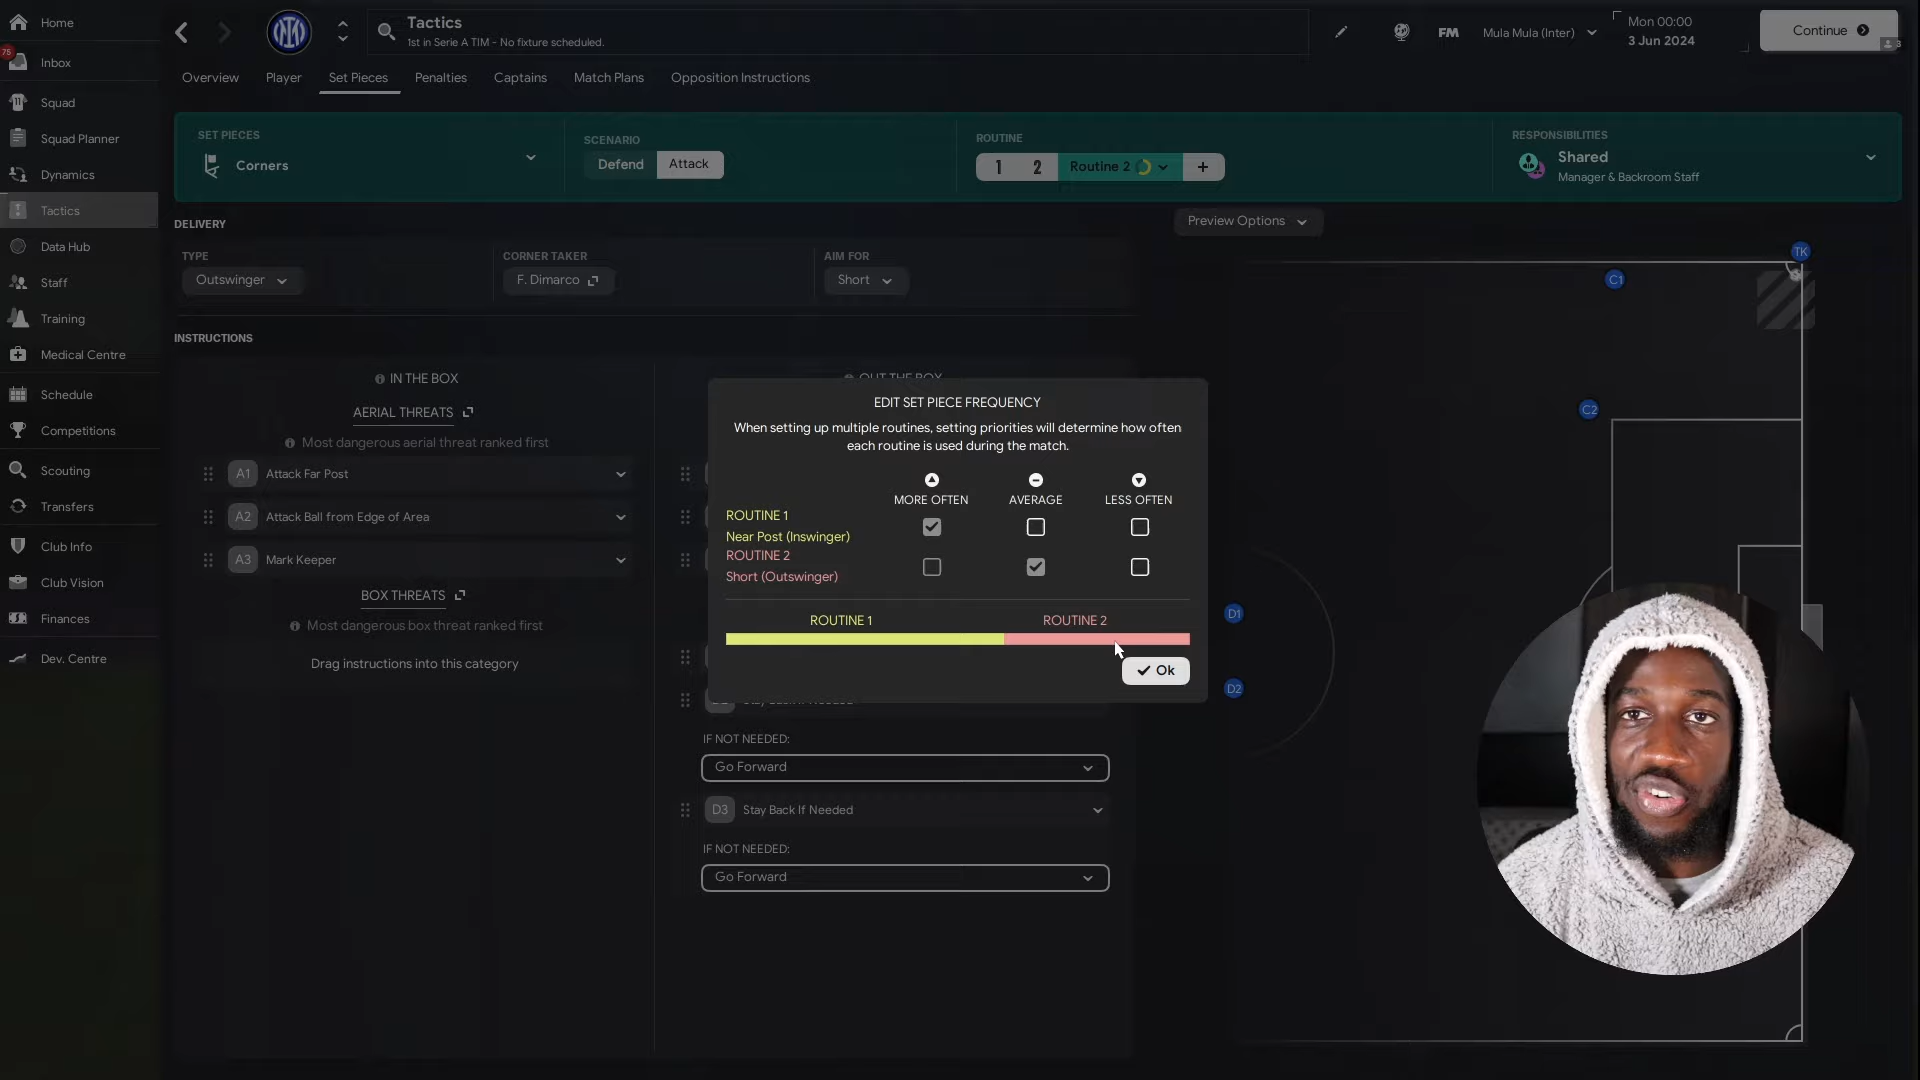 Home
75
Inbox
Squad
Squad Planner
Dynamics
Tactics
Data Hub
Staff
Training
Medical Centre
Schedule
Competitions
Scouting
Transfers
Club Info
Club Vision
Finances
Dev. Centre
Tactics
1st in Serie A TIM - No fixture scheduled.
FM
Mula Mula (Inter)
Mon 00:00
3 Jun 2024
Continue
Overview
Player
Set Pieces
Penalties
Captains
Match Plans
Opposition Instructions
SET PIECES
Corners
SCENARIO
Defend
Attack
ROUTINE
1 2 Routine 2 +
RESPONSIBILITIES
Shared
Manager & Backroom Staff
DELIVERY
TYPE
Outswinger
CORNER TAKER
F. Dimarco
AIM FOR
Short
Preview Options
INSTRUCTIONS
IN THE BOX
AERIAL THREATS
Most dangerous aerial threat ranked first
A1 Attack Far Post
A2 Attack Ball from Edge of Area
A3 Mark Keeper
BOX THREATS
Most dangerous box threat ranked first
Drag instructions into this category
OUT THE BOX
EDIT SET PIECE FREQUENCY
When setting up multiple routines, setting priorities will determine how often
each routine is used during the match.
MORE OFTEN
AVERAGE
LESS OFTEN
ROUTINE 1
Near Post (Inswinger)
ROUTINE 2
Short (Outswinger)
ROUTINE 1
ROUTINE 2
Ok
IF NOT NEEDED:
Go Forward
D3 Stay Back If Needed
IF NOT NEEDED:
Go Forward
TK
C1
C2
D1
D2